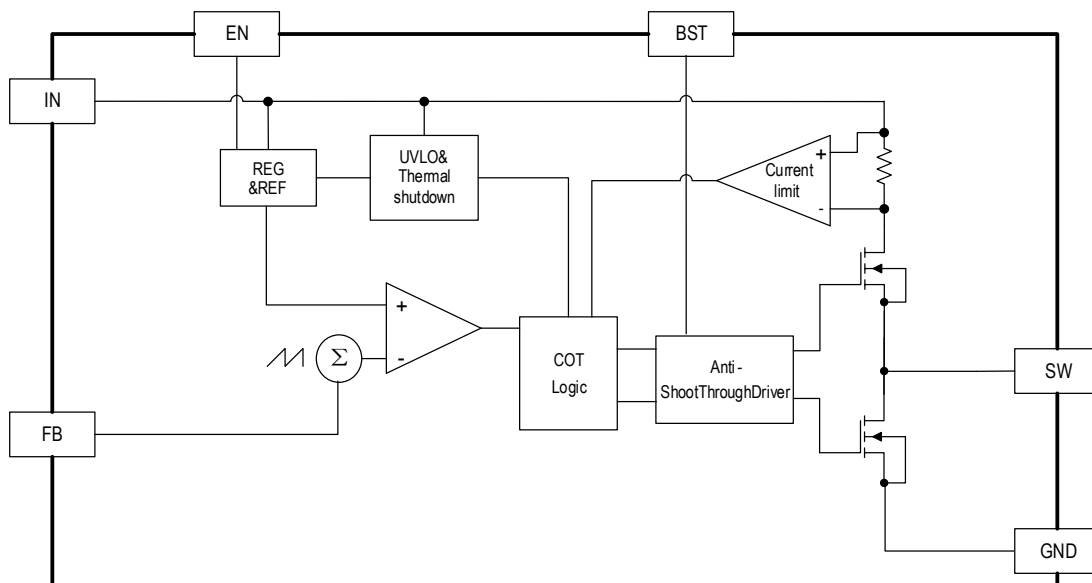 EN
BST
IN
REG
&REF
UVLO&
Thermal
shutdown
+
Current
limit
-
+
-
Σ
COT
Logic
Anti-
ShootThroughDriver
SW
FB
GND